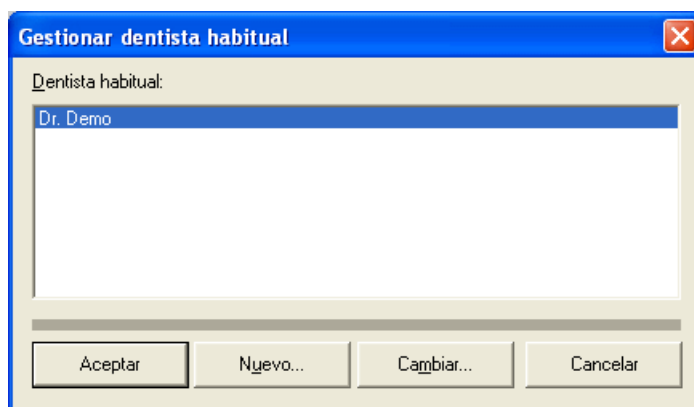 Gestionar dentista habitual
Dentista habitual:
Dr. Demo
Aceptar
Nuevo...
Cambiar...
Cancelar